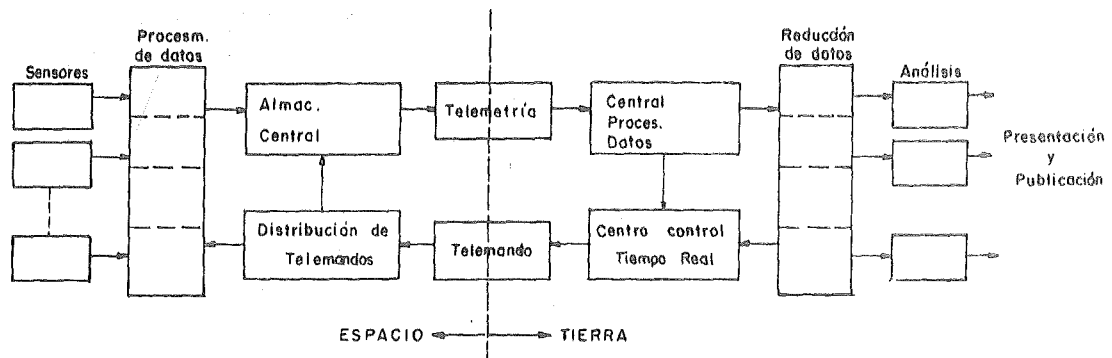 Sensores
Procesm.
de datos
Almac.
Central
Telemetría
Central
Proces.
Datos
Reducción
de datos
Análisis
Presentación
y
Publicación
Distribución de
Telemandos
Telemando
Centro control
Tiempo Real
ESPACIO
TIERRA